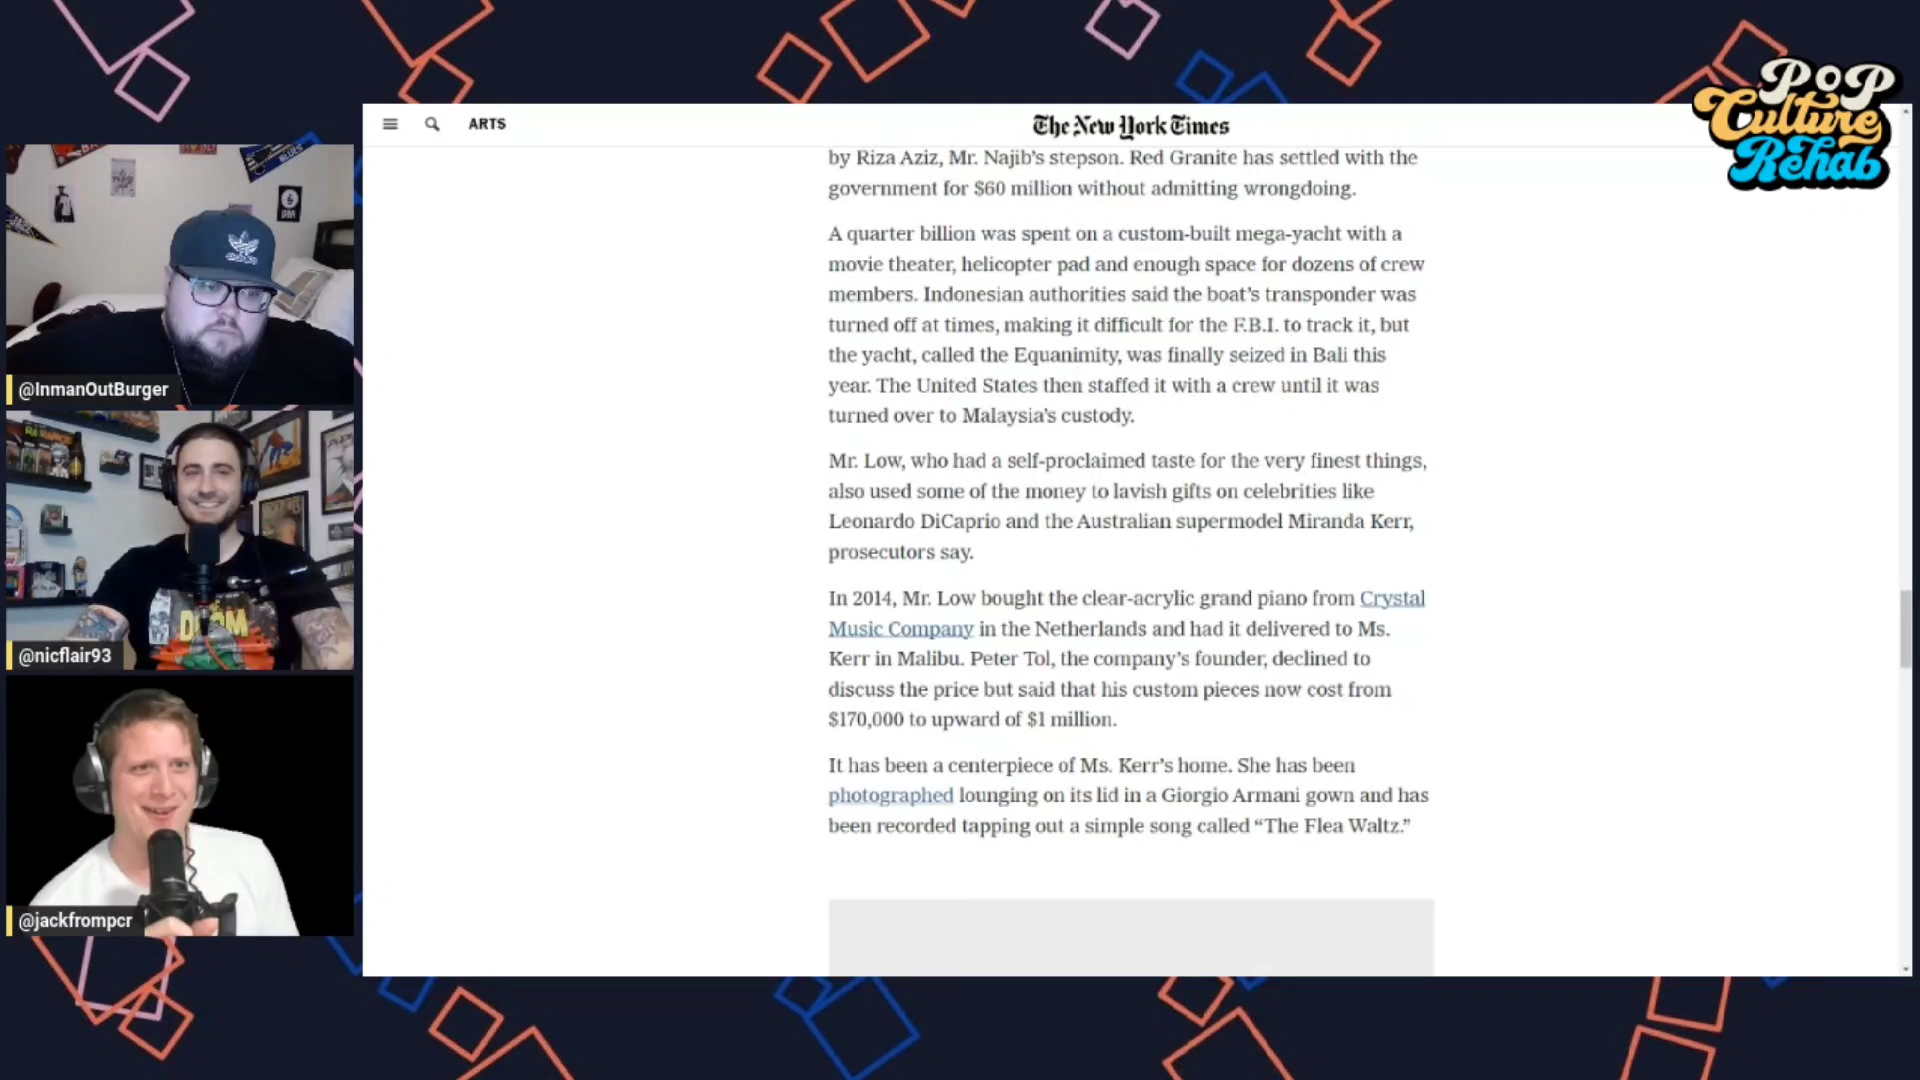 POP
Culture
Rehab
ARTS
The New York Times
by Riza Aziz, Mr. Najib’s stepson. Red Granite has settled with the
government for $60 million without admitting wrongdoing.
A quarter billion was spent on a custom-built mega-yacht with a
movie theater, helicopter pad and enough space for dozens of crew
members. Indonesian authorities said the boat’s transponder was
turned off at times, making it difficult for the F.B.I. to track it, but
the yacht, called the Equanimity, was finally seized in Bali this
year. The United States then staffed it with a crew until it was
turned over to Malaysia’s custody.
Mr. Low, who had a self-proclaimed taste for the very finest things,
also used some of the money to lavish gifts on celebrities like
Leonardo DiCaprio and the Australian supermodel Miranda Kerr,
prosecutors say.
In 2014, Mr. Low bought the clear-acrylic grand piano from Crystal
Music Company in the Netherlands and had it delivered to Ms.
Kerr in Malibu. Peter Tol, the company’s founder, declined to
discuss the price but said that his custom pieces now cost from
$170,000 to upward of $1 million.
It has been a centerpiece of Ms. Kerr’s home. She has been
photographed lounging on its lid in a Giorgio Armani gown and has
been recorded tapping out a simple song called “The Flea Waltz.”
BLUES
@InmanOutBurger
DOOM
@nicflair93
@jackfrompcr